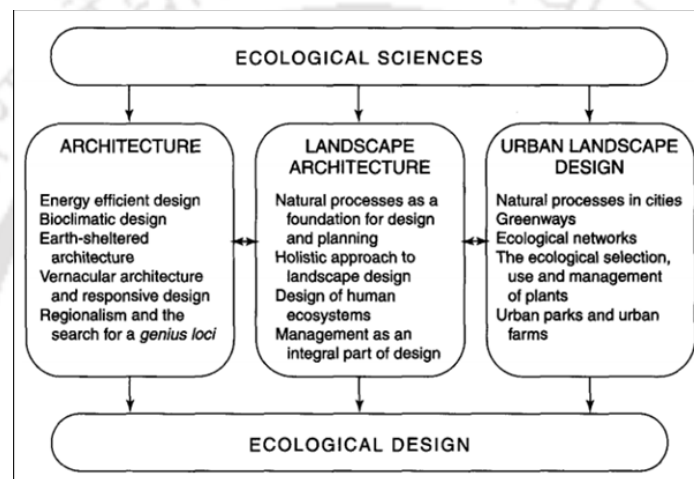 ECOLOGICAL SCIENCES
ARCHITECTURE
Energy efficient design
Bioclimatic design
Earth-sheltered
architecture
Vernacular architecture
and responsive design
Regionalism and the
search for a genius loci
LANDSCAPE
ARCHITECTURE
Natural processes as a
foundation for design
and planning
Holistic approach to
landscape design
Design of human
ecosystems
Management as an
integral part of design
URBAN LANDSCAPE
DESIGN
Natural processes in cities
Greenways
Ecological networks
The ecological selection,
use and management
of plants
Urban parks and urban
farms
ECOLOGICAL DESIGN